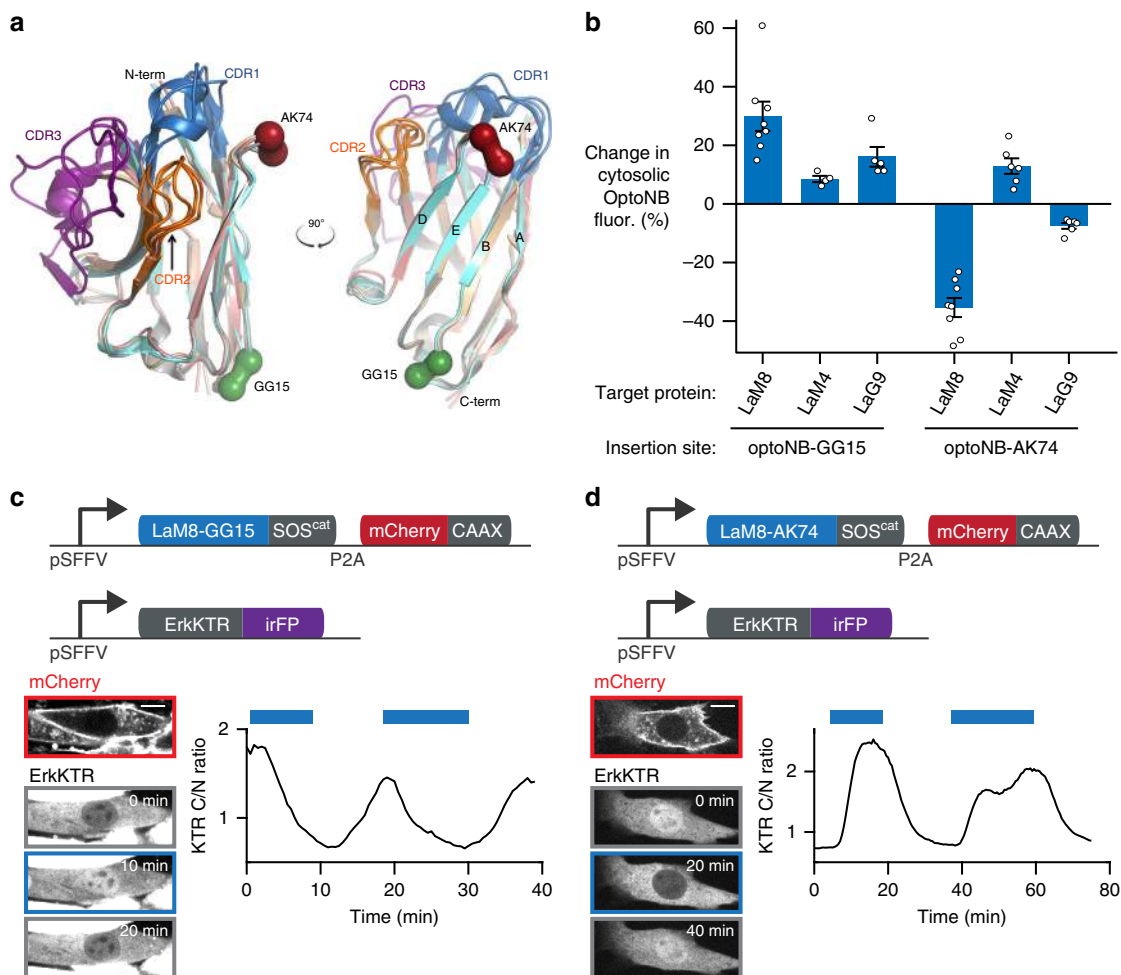 a
N-term
CDR1
CDR3
AK74
CDR2
GG15
90°
CDR3
CDR1
AK74
CDR2
D
E
B
A
GG15
C-term
b
60
40
20
0
−20
−40
Change in
cytosolic
OptoNB
fluor. (%)
Target protein:
LaM8
LaM4
LaG9
LaM8
LaM4
LaG9
Insertion site:
optoNB-GG15
optoNB-AK74
c
LaM8-GG15
SOScat
mCherry
CAAX
pSFFV
P2A
ErkKTR
irFP
pSFFV
mCherry
ErkKTR
0 min
10 min
20 min
KTR C/N ratio
2
1
0
10
20
30
40
Time (min)
d
LaM8-AK74
SOScat
mCherry
CAAX
pSFFV
P2A
ErkKTR
irFP
pSFFV
mCherry
ErkKTR
0 min
20 min
40 min
KTR C/N ratio
2
1
0
20
40
60
80
Time (min)